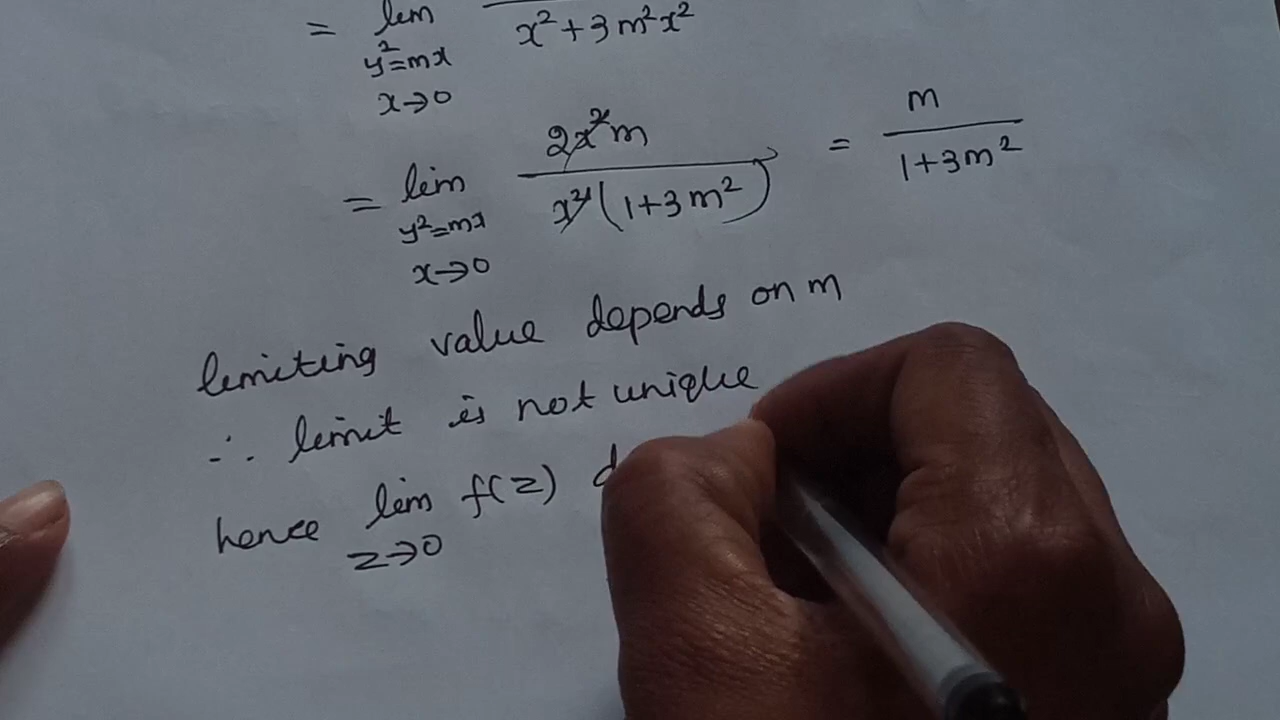 = lim x²+3m²x²
y²=mx
x→0
= lim 2x²m / x²(1+3m²) = m / 1+3m²
y²=mx
x→0
limiting value depends on m
∴ limit is not unique
hence lim f(z) d
z→0